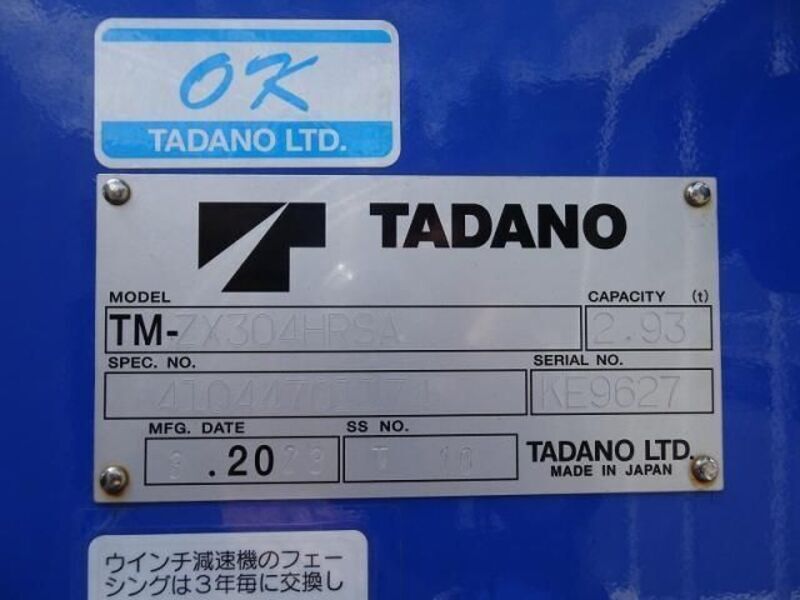 OK
TADANO LTD.
TADANO
MODEL
CAPACITY (t)
TM-ZX304HRSA
2.93
SPEC. NO.
SERIAL NO.
KE9627
MFG. DATE
SS NO.
.20
TADANO LTD.
MADE IN JAPAN
ウインチ減速機のフェー
シングは3年毎に交換し